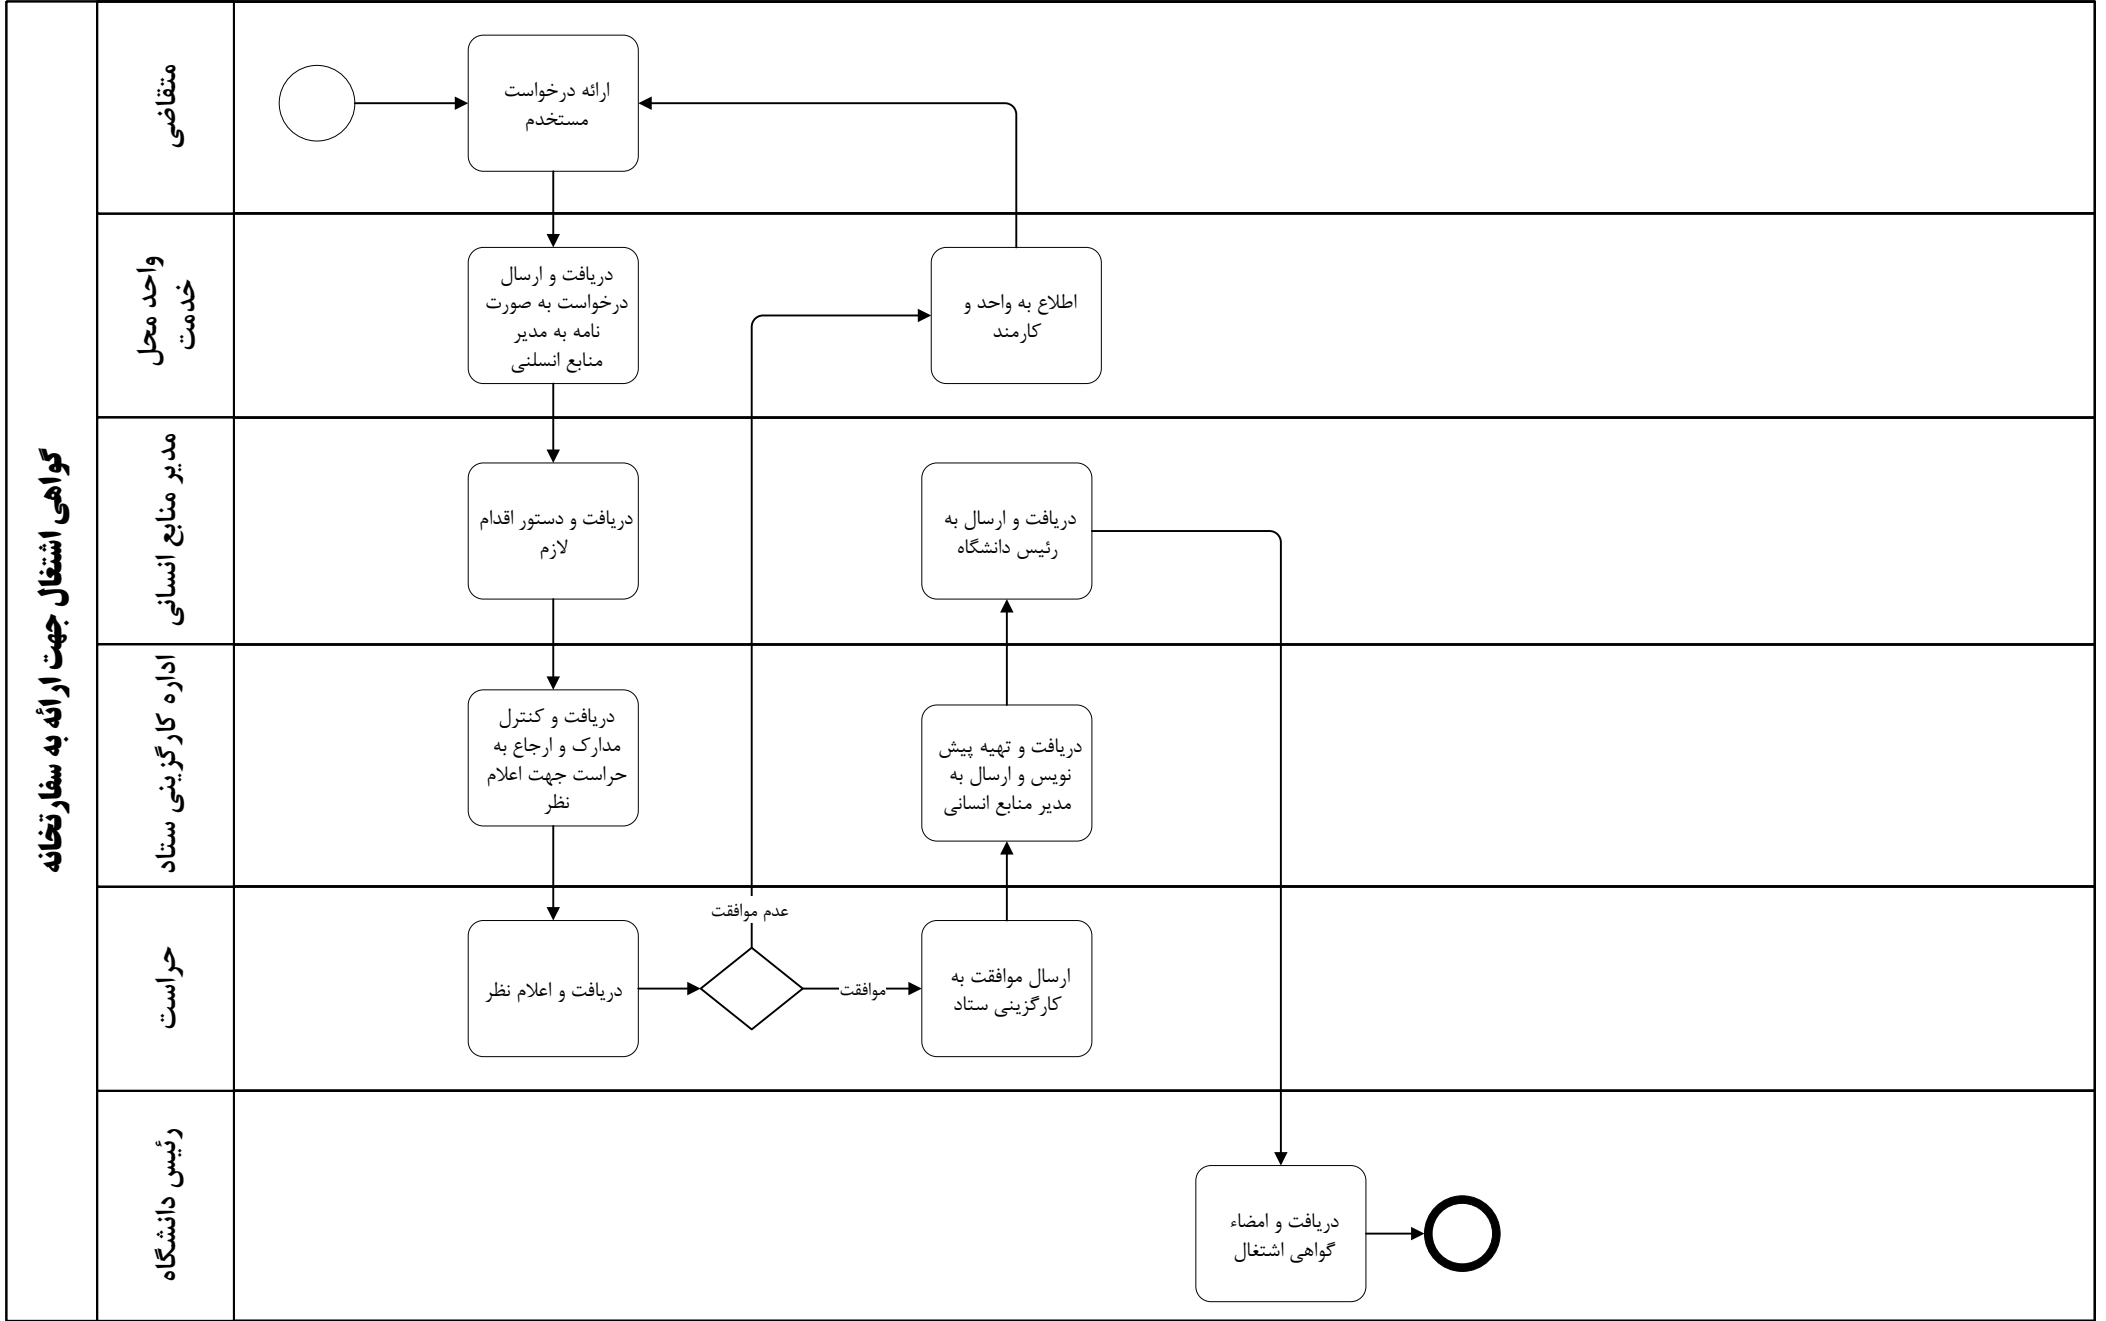 گواهی اشتغال جهت ارائه به سفارتخانه
متقاضی
ارائه درخواست
مستخدم
واحد محل
خدمت
دریافت و ارسال
درخواست به صورت
نامه به مدیر
منابع انسلنی
اطلاع به واحد و
کارمند
مدیر منابع انسانی
دریافت و دستور اقدام
لازم
دریافت و ارسال به
رئیس دانشگاه
اداره کارگزینی ستاد
دریافت و کنترل
مدارک و ارجاع به
حراست جهت اعلام
نظر
دریافت و تهیه پیش
نویس و ارسال به
مدیر منابع انسانی
حراست
دریافت و اعلام نظر
عدم موافقت
موافقت
ارسال موافقت به
کارگزینی ستاد
رئیس دانشگاه
دریافت و امضاء
گواهی اشتغال